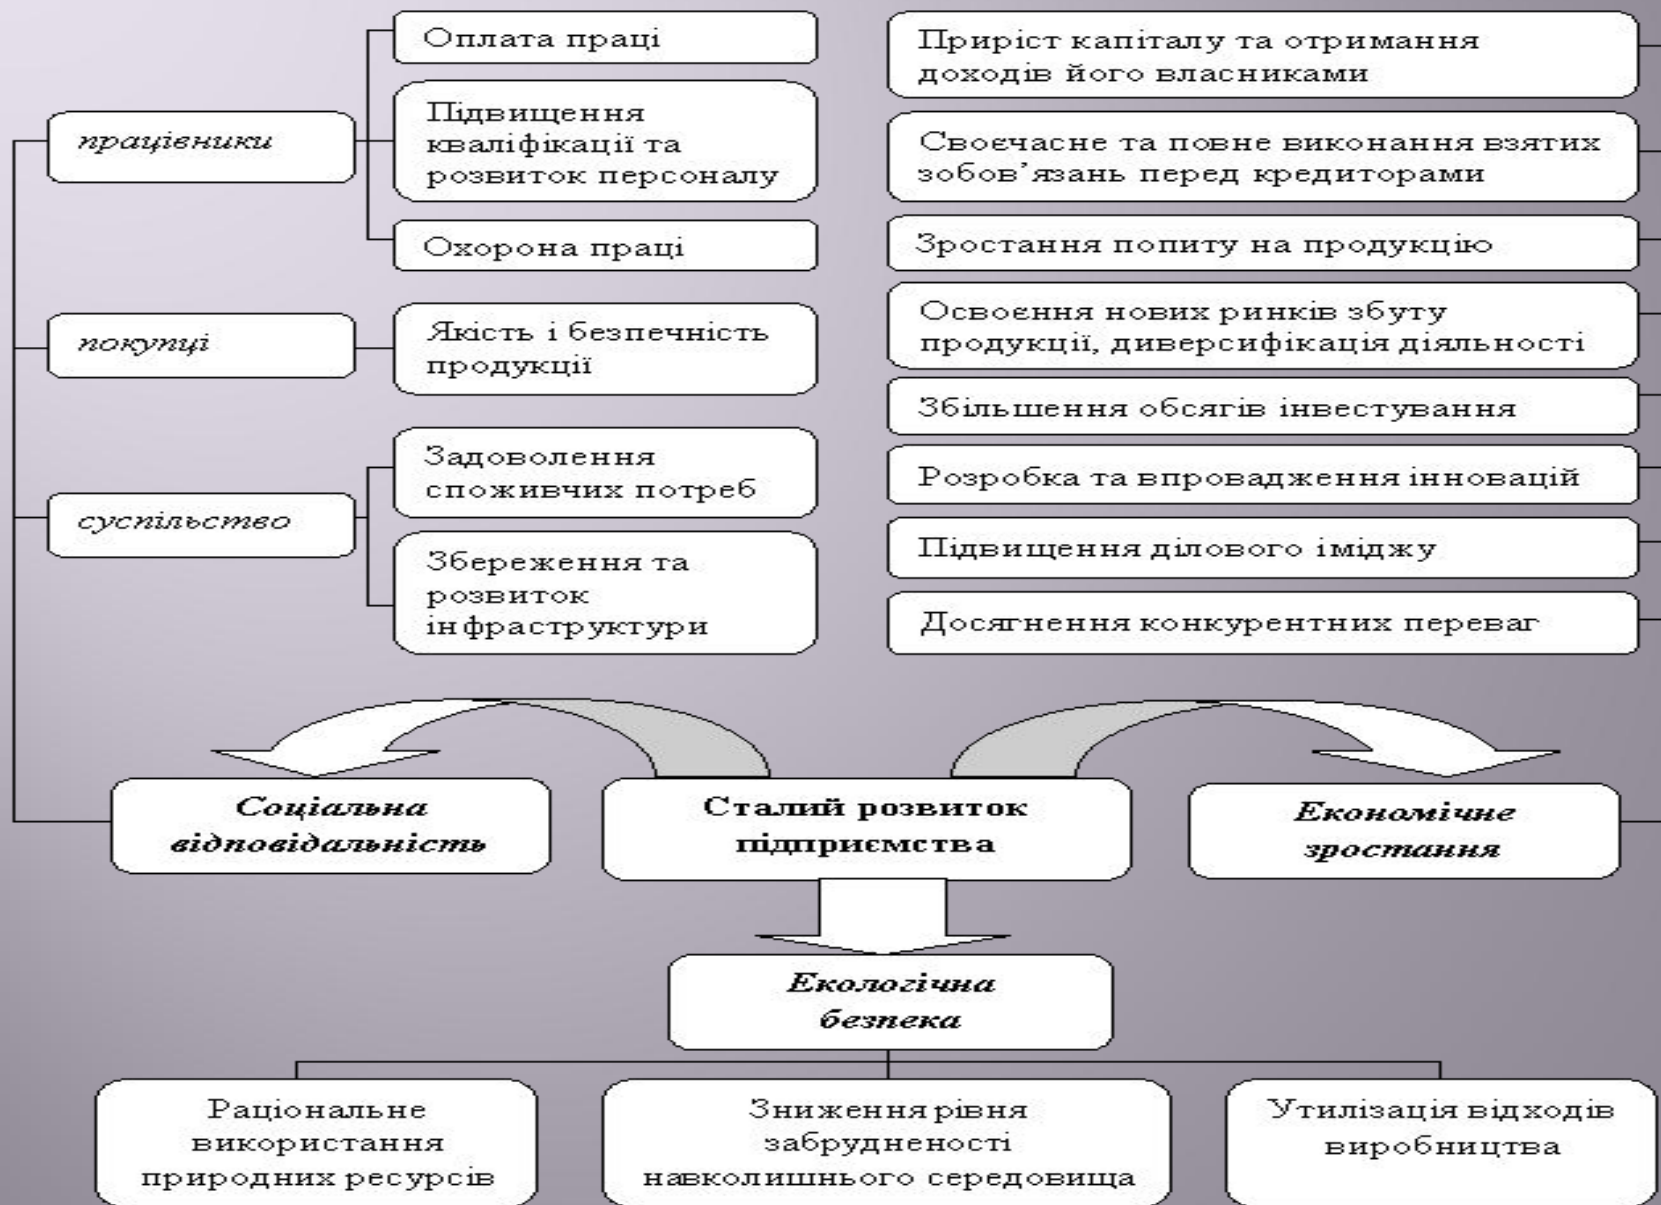 Оплата праці
працівники
Підвищення
кваліфікації та
розвиток персоналу
Охорона праці
покупці
Якість і безпечність
продукції
суспільство
Задоволення
споживчих потреб
Збереження та
розвиток
інфраструктури
Приріст капіталу та отримання
доходів його власниками
Своєчасне та повне виконання взятих
зобов’язань перед кредиторами
Зростання попиту на продукцію
Освоєння нових ринків збуту
продукції, диверсифікація діяльності
Збільшення обсягів інвестування
Розробка та впровадження інновацій
Підвищення ділового іміджу
Досягнення конкурентних переваг
Соціальна
відповідальність
Сталий розвиток
підприємства
Економічне
зростання
Екологічна
безпека
Раціональне
використання
природних ресурсів
Зниження рівня
забрудненості
навколишнього середовища
Утилізація відходів
виробництва